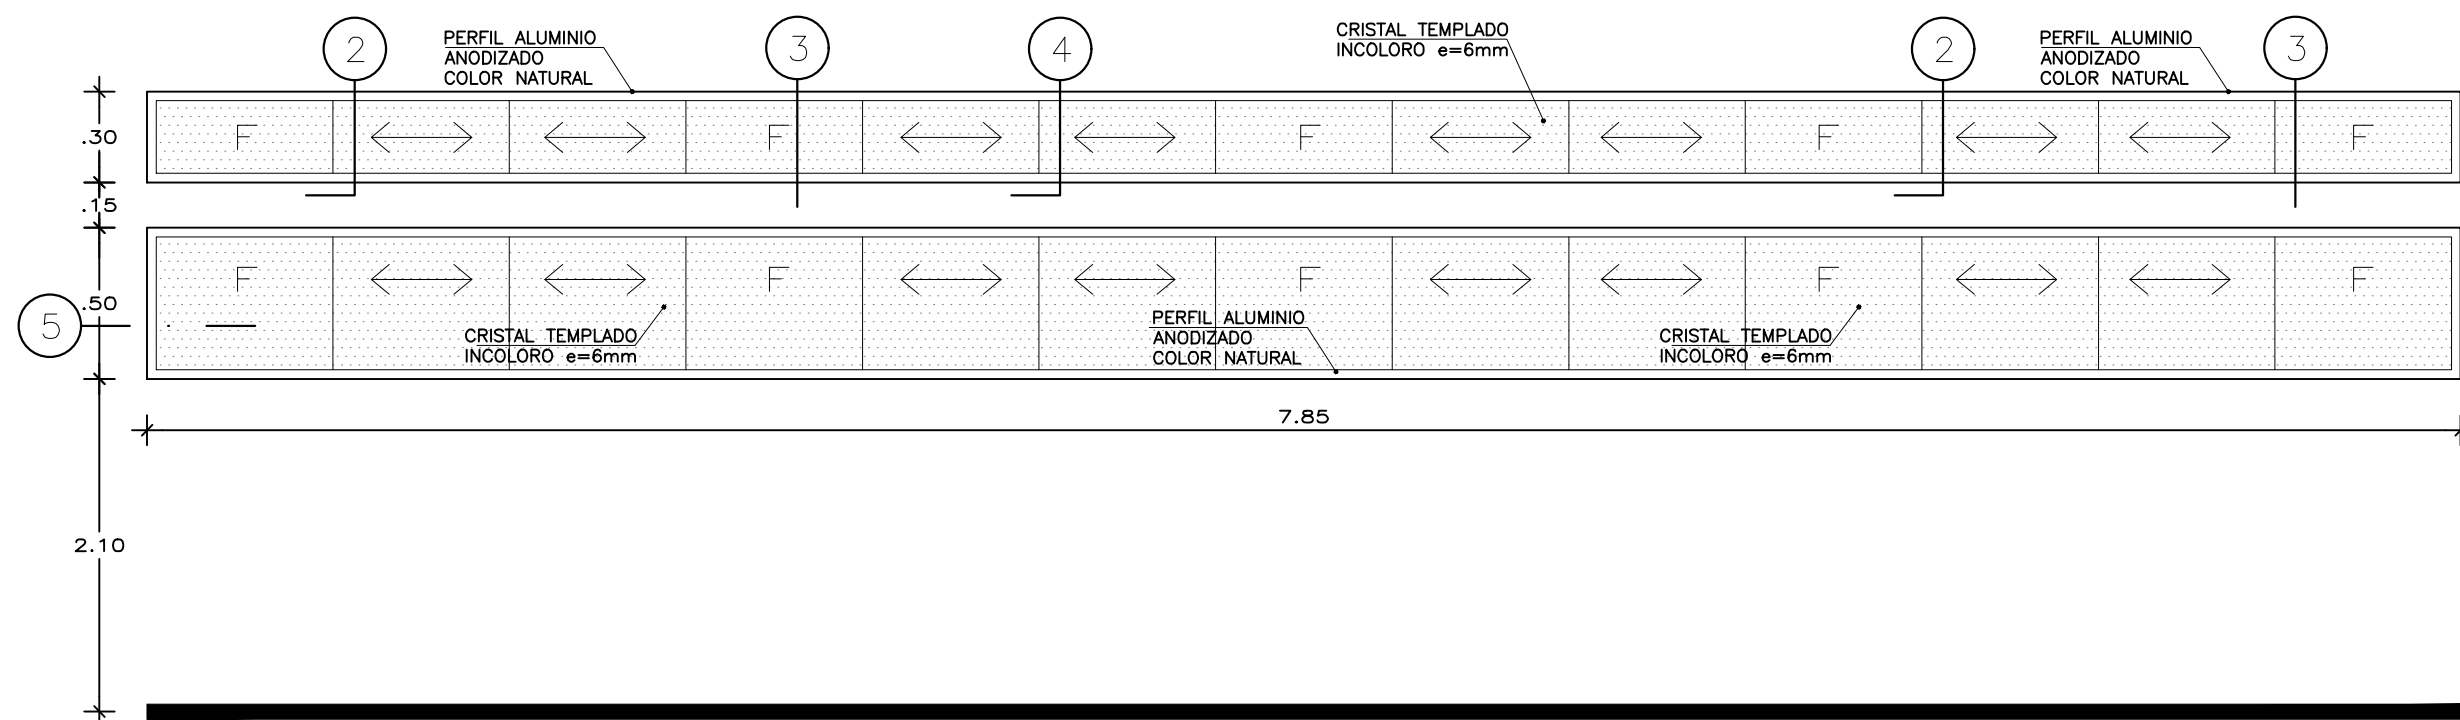 2
PERFIL ALUMINIO
ANODIZADO
COLOR NATURAL
3
4
CRISTAL TEMPLADO
INCOLORO e=6mm
2
PERFIL ALUMINIO
ANODIZADO
COLOR NATURAL
3
.30
F
F
F
F
F
.15
F
F
F
F
F
.50
5
CRISTAL TEMPLADO
INCOLORO e=6mm
PERFIL ALUMINIO
ANODIZADO
COLOR NATURAL
CRISTAL TEMPLADO
INCOLORO e=6mm
7.85
2.10